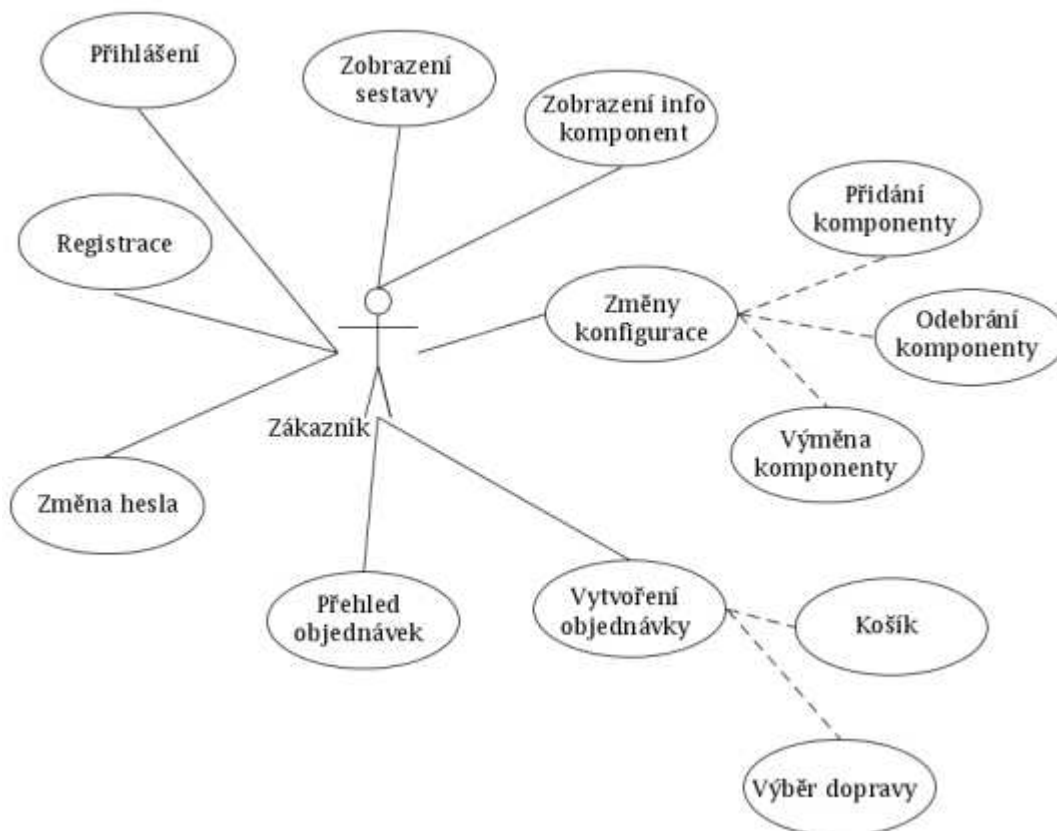 Přihlášení
Zobrazení
sestavy
Zobrazení info
komponent
Přidání
komponenty
Registrace
Změny
konfigurace
Odebrání
komponenty
Zákazník
Výměna
komponenty
Změna hesla
Přehled
objednávek
Vytvoření
objednávky
Košík
Výběr dopravy